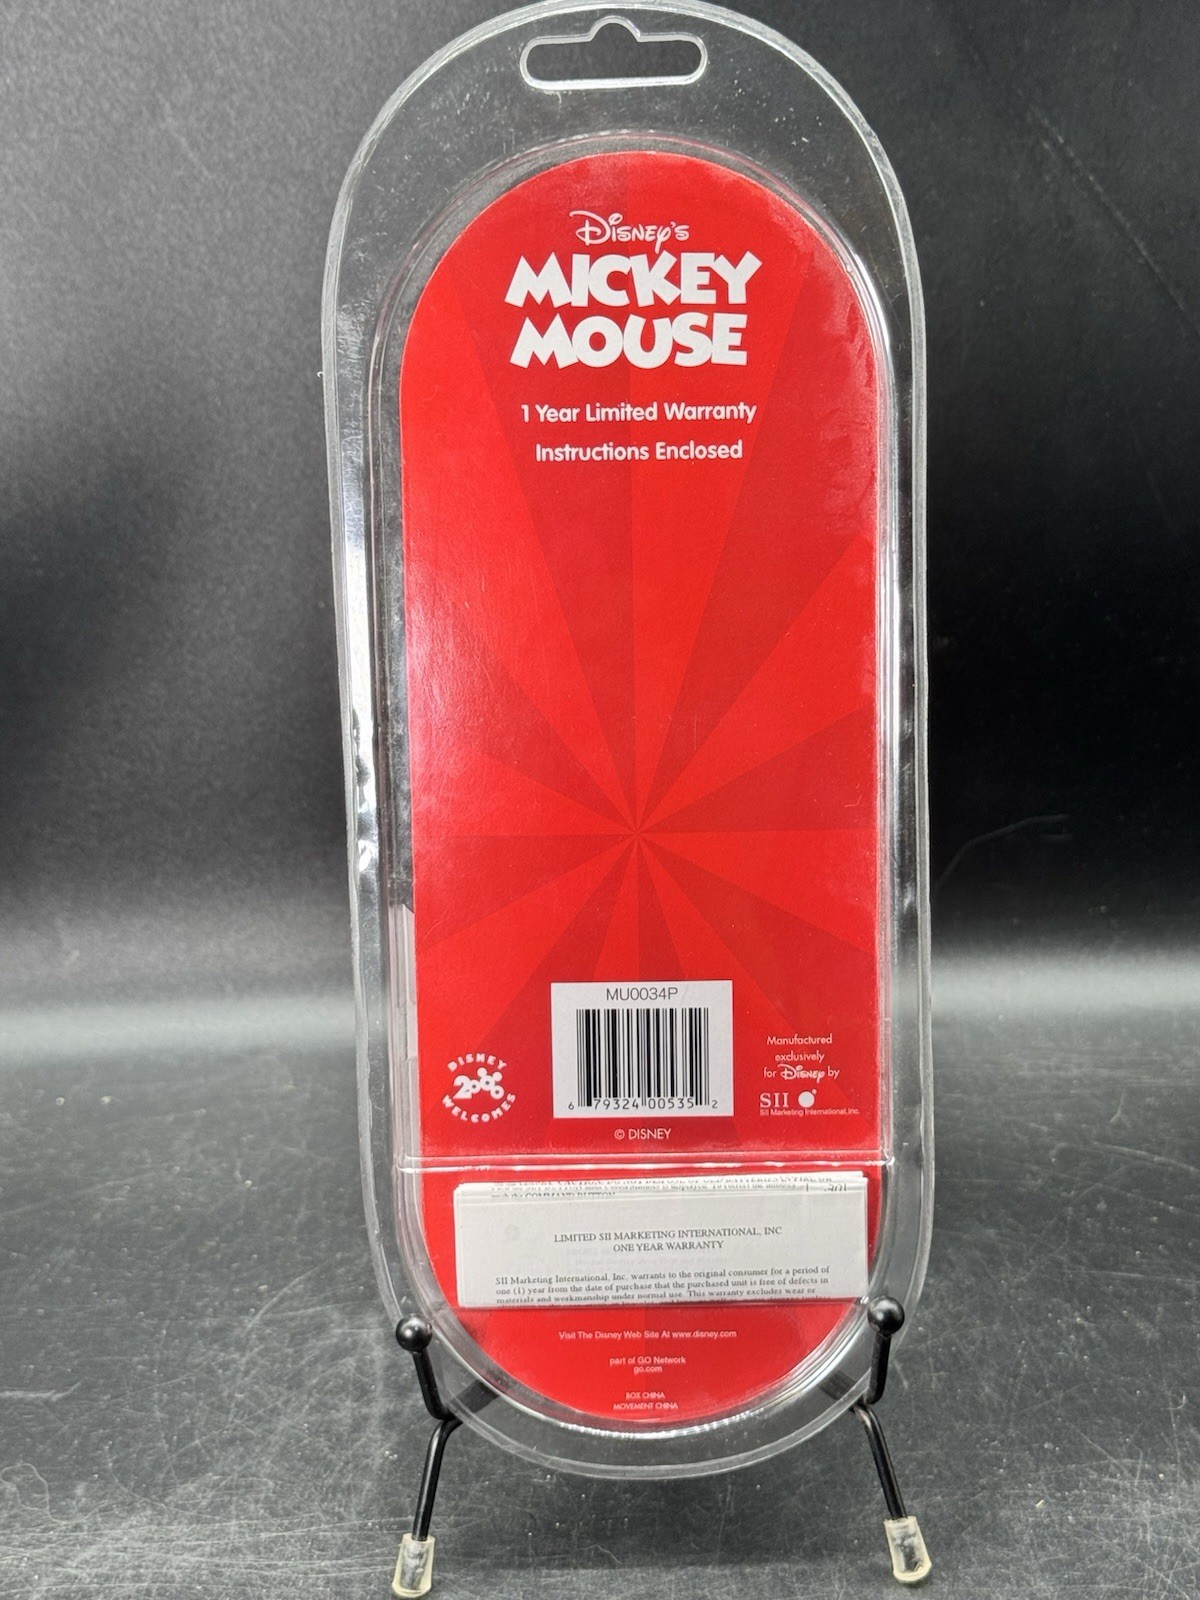 Disney's
MICKEY
MOUSE
1 Year Limited Warranty
Instructions Enclosed
MU0034P
6 79324 00535 2
DISNEY
2000
WELCOMES
Manufactured
exclusively
for Disney by
SII
SII Marketing International, Inc.
© DISNEY
COMMAND BUTTON
LIMITED SII MARKETING INTERNATIONAL, INC
ONE YEAR WARRANTY
SII Marketing International, Inc. warrants to the original consumer for a period of
one (1) year from the date of purchase that the purchased unit is free of defects in
materials and workmanship under normal use. This warranty excludes wear or
Visit The Disney Web Site At www.disney.com
part of GO Network
go.com
BOX CHINA
MOVEMENT CHINA